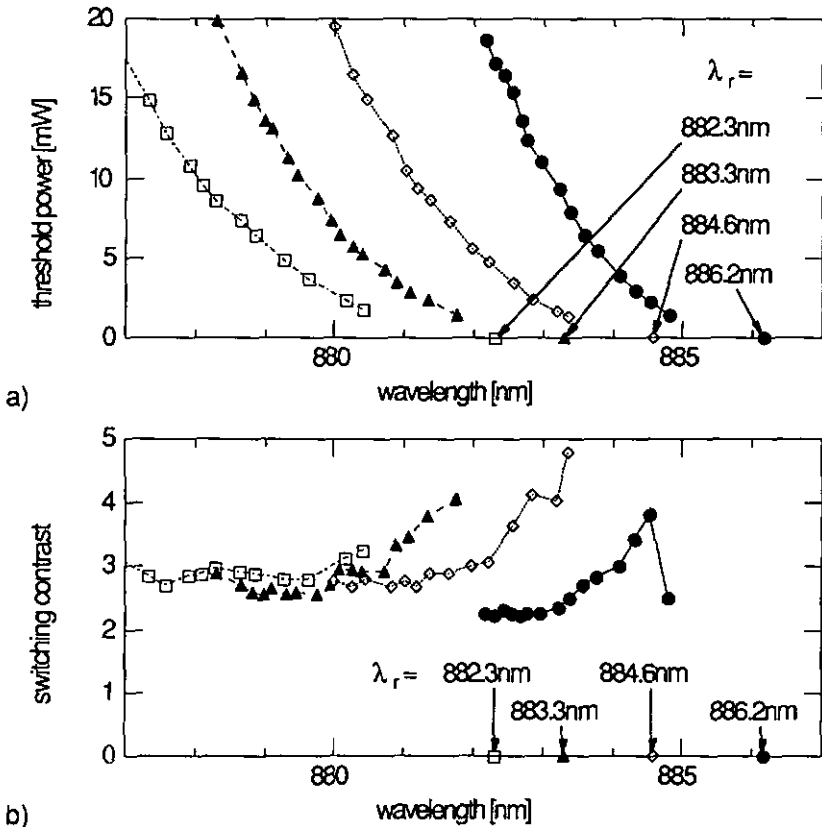 20
15
10
5
0
threshold power [mW]
λ r =
882.3nm
883.3nm
884.6nm
886.2nm
880
885
wavelength [nm]
a)
5
4
3
2
1
0
switching contrast
λ r =
882.3nm
884.6nm
883.3nm
886.2nm
880
885
wavelength [nm]
b)